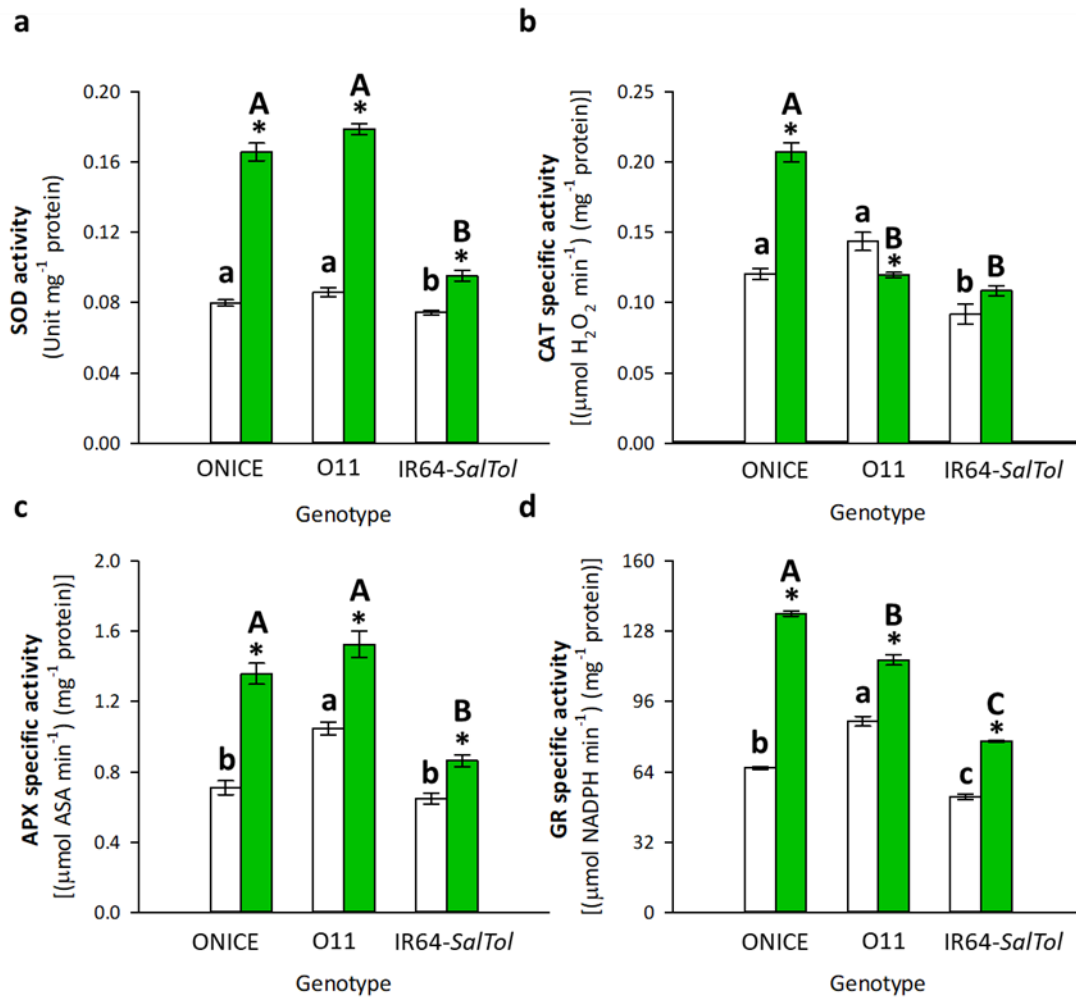 a
SOD activity
(Unit mg⁻¹ protein)
0.20
0.16
0.12
0.08
0.04
0.00
a
A
*
a
A
*
b
B
*
ONICE O11 IR64-SalTol
Genotype
b
CAT specific activity
[(μmol H₂O₂ min⁻¹) (mg⁻¹ protein)]
0.25
0.20
0.15
0.10
0.05
0.00
a
A
*
a
B
*
b
B
ONICE O11 IR64-SalTol
Genotype
c
APX specific activity
[(μmol ASA min⁻¹) (mg⁻¹ protein)]
2.0
1.6
1.2
0.8
0.4
0.0
b
A
*
a
A
*
b
B
*
ONICE O11 IR64-SalTol
Genotype
d
GR specific activity
[(μmol NADPH min⁻¹) (mg⁻¹ protein)]
160
128
96
64
32
0
b
A
*
a
B
*
c
C
*
ONICE O11 IR64-SalTol
Genotype